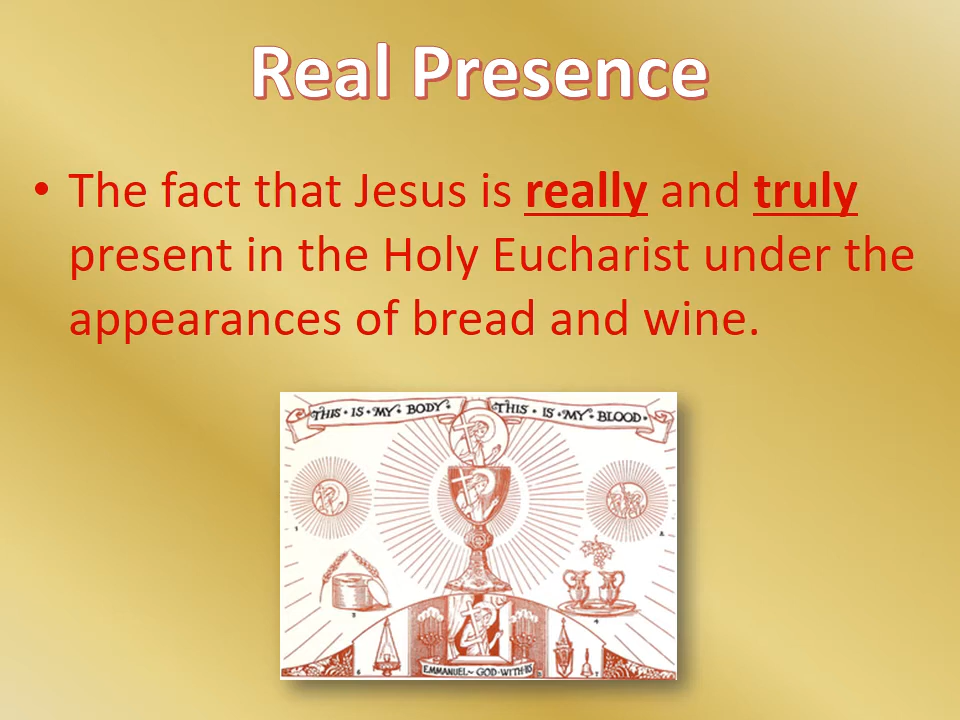 Real Presence
• The fact that Jesus is really and truly
present in the Holy Eucharist under the
appearances of bread and wine.
THIS • IS • MY • BODY • THIS • IS • MY • BLOOD •
EMMANUEL ~ GOD • WITH • US